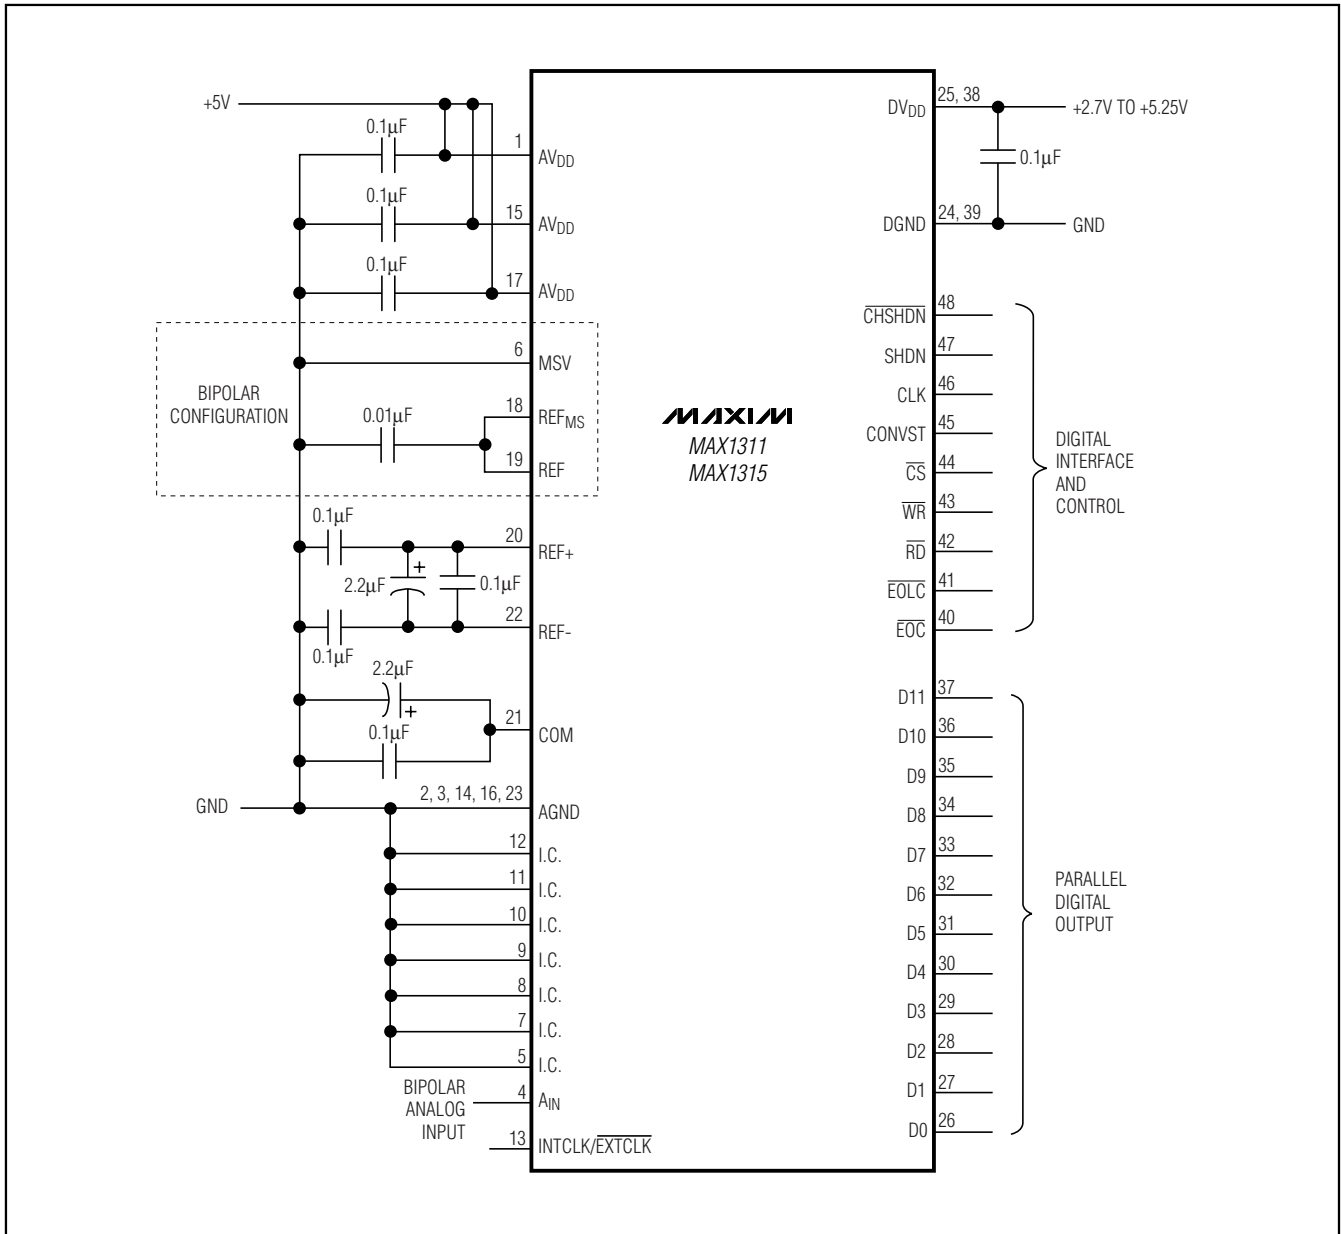 +5V
0.1µF
1
AVDD
0.1µF
15
AVDD
0.1µF
17
AVDD
BIPOLAR
CONFIGURATION
6
MSV
0.01µF
18
REFMS
19
REF
0.1µF
20
REF+
2.2µF
+
0.1µF
22
REF-
0.1µF
2.2µF
+
0.1µF
21
COM
GND
2, 3, 14, 16, 23
AGND
12
I.C.
11
I.C.
10
I.C.
9
I.C.
8
I.C.
7
I.C.
5
I.C.
BIPOLAR
ANALOG
INPUT
4
AIN
13
INTCLK/EXTCLK
MAXIM
MAX1311
MAX1315
DVDD
25, 38
+2.7V TO +5.25V
0.1µF
DGND
24, 39
GND
CHSHDN
48
SHDN
47
CLK
46
CONVST
45
CS
44
WR
43
RD
42
EOLC
41
EOC
40
DIGITAL
INTERFACE
AND
CONTROL
D11
37
D10
36
D9
35
D8
34
D7
33
D6
32
D5
31
D4
30
D3
29
D2
28
D1
27
D0
26
PARALLEL
DIGITAL
OUTPUT